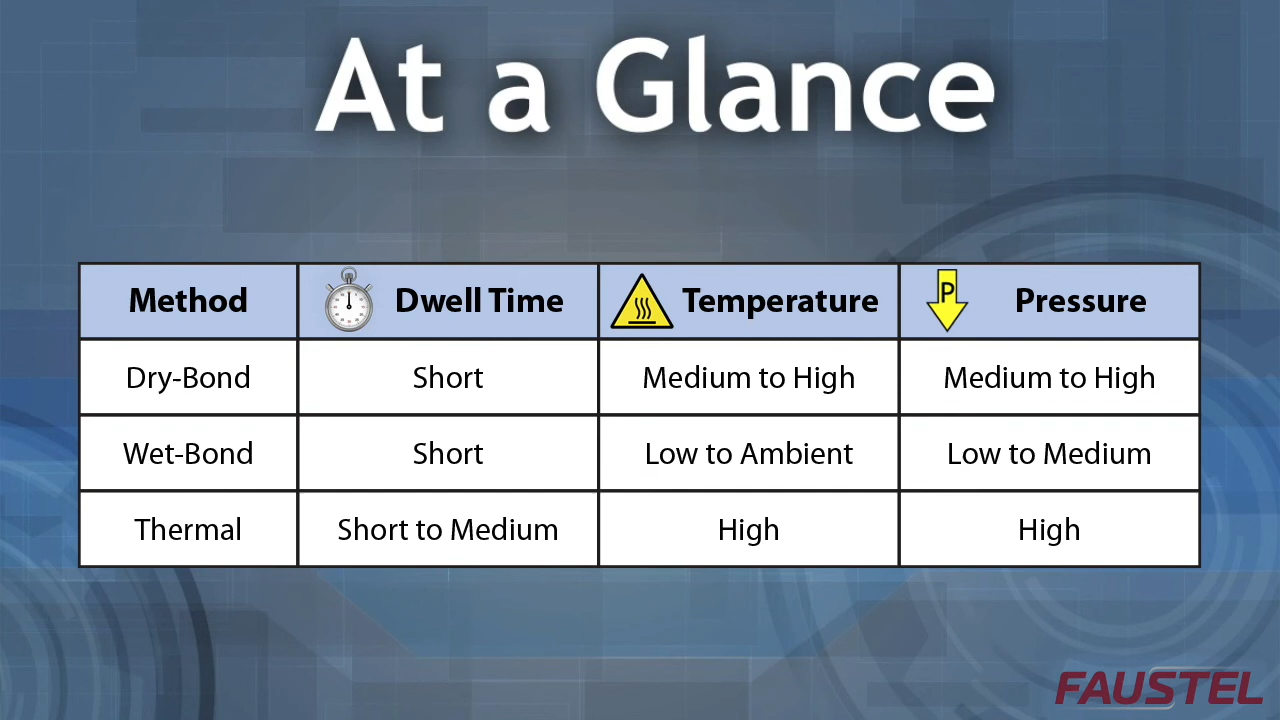 At a Glance
Method Dwell Time Temperature P Pressure
Dry-Bond Short Medium to High Medium to High
Wet-Bond Short Low to Ambient Low to Medium
Thermal Short to Medium High High
FAUSTEL